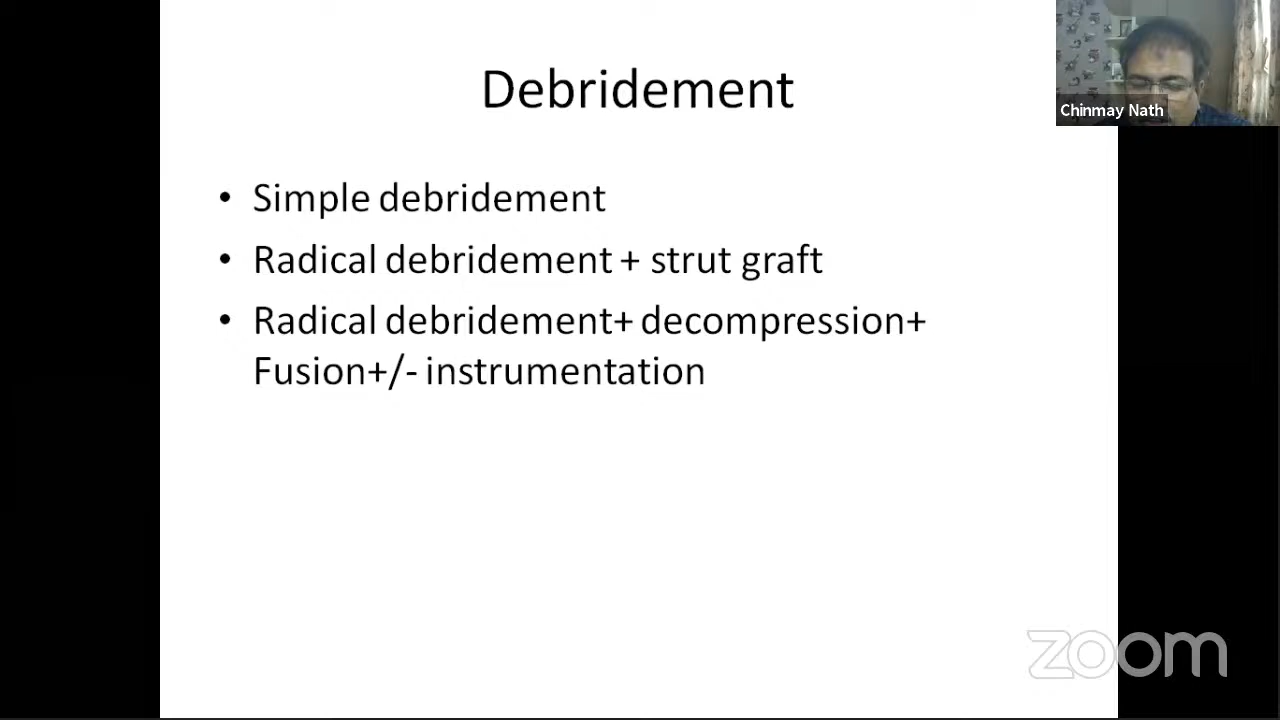 Debridement
Chinmay Nath
• Simple debridement
• Radical debridement + strut graft
• Radical debridement+ decompression+
Fusion+/- instrumentation
zoom